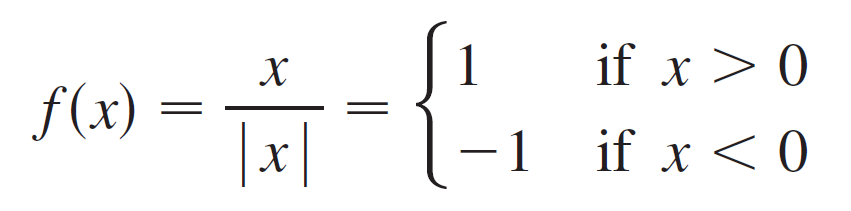 f(x) = x/|x| = { 1 if x > 0
−1 if x < 0